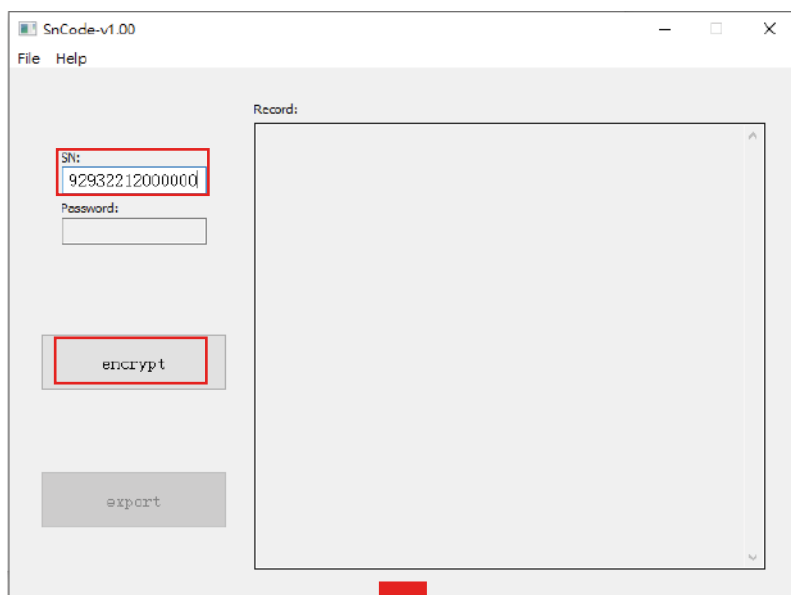 SnCode-v1.00
File Help
Record:
SN:
92932212000000
Password:
encrypt
export